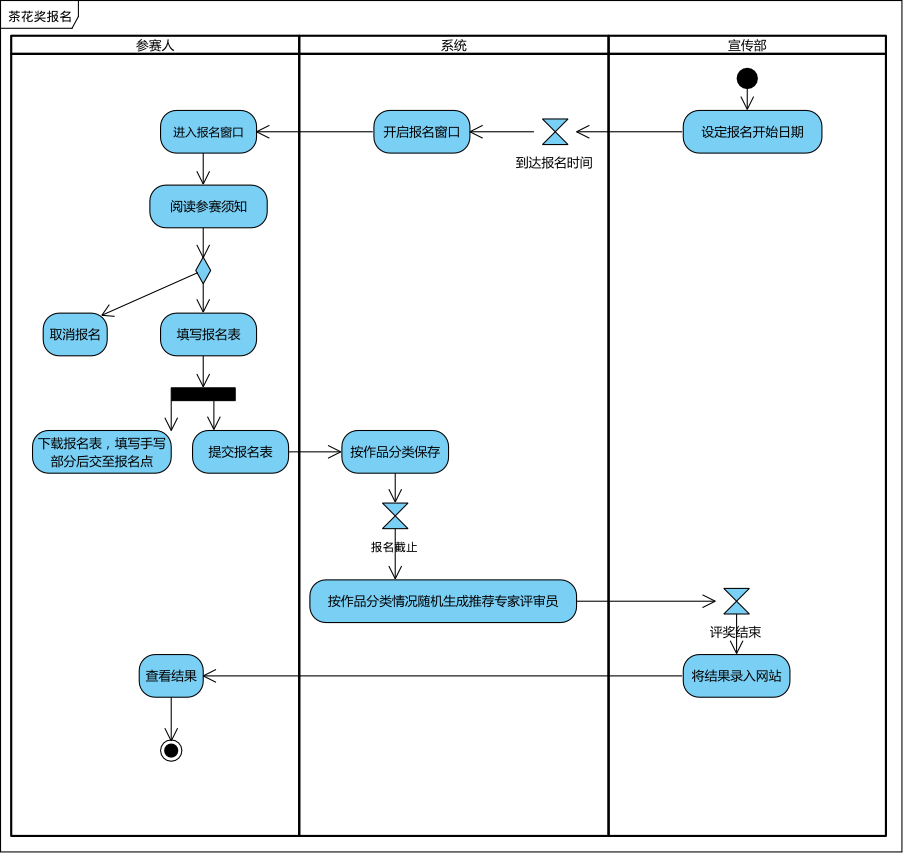 茶花奖报名
参赛人
系统
宣传部
进入报名窗口
开启报名窗口
设定报名开始日期
到达报名时间
阅读参赛须知
取消报名
填写报名表
下载报名表，填写手写
部分后交至报名点
提交报名表
按作品分类保存
报名截止
按作品分类情况随机生成推荐专家评审员
评奖结束
查看结果
将结果录入网站